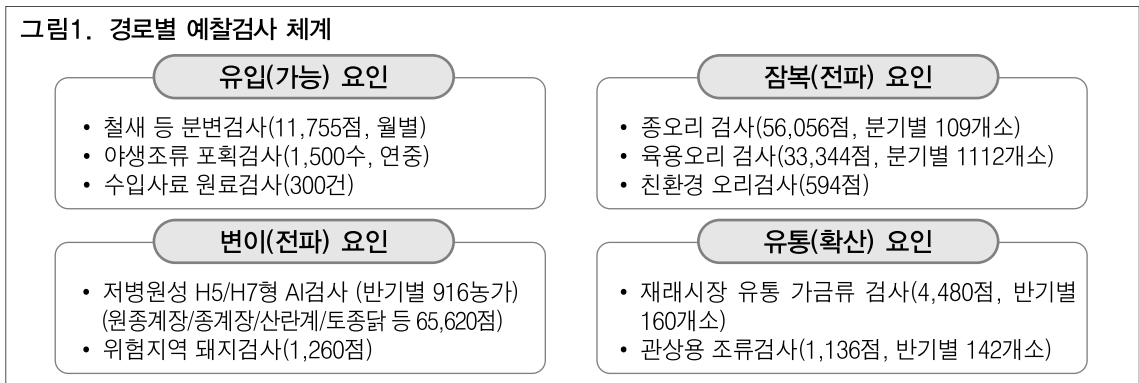 그림1. 경로별 예찰검사 체계
유입(가능) 요인
• 철새 등 분변검사(11,755점, 월별)
• 야생조류 포획검사(1,500수, 연중)
• 수입사료 원료검사(300건)
잠복(전파) 요인
• 종오리 검사(56,056점, 분기별 109개소)
• 육용오리 검사(33,344점, 분기별 1112개소)
• 친환경 오리검사(594점)
변이(전파) 요인
• 저병원성 H5/H7형 AI검사 (반기별 916농가)
(원종계장/종계장/산란계/토종닭 등 65,620점)
• 위험지역 돼지검사(1,260점)
유통(확산) 요인
• 재래시장 유통 가금류 검사(4,480점, 반기별
160개소)
• 관상용 조류검사(1,136점, 반기별 142개소)